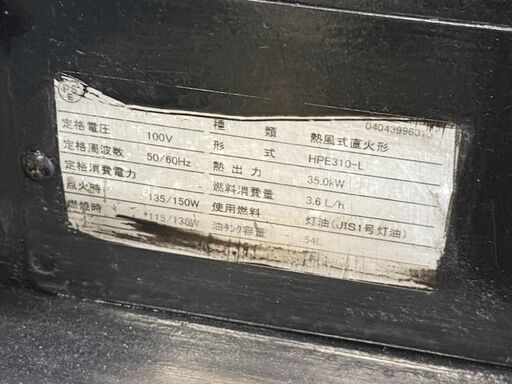 PS
E
0404399601
定格電圧 100V 種類 熱風式直火形
定格周波数 50/60Hz 形式 HPE310-L
定格消費電力 - 熱出力 35.0kW
点火時 135/150W 燃料消費量 3.6 L/h
燃焼時 115/135W 使用燃料 灯油(JIS1号灯油)
油タンク容量 54L